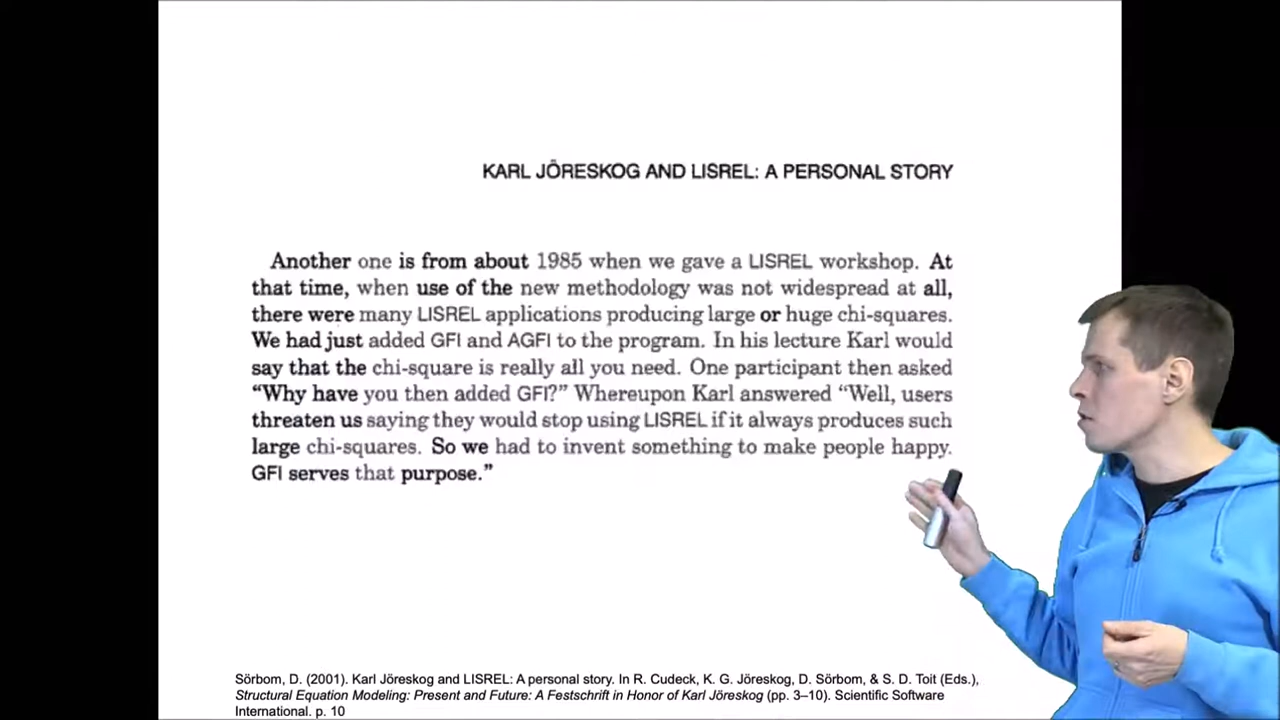 KARL JÖRESKOG AND LISREL: A PERSONAL STORY
Another one is from about 1985 when we gave a LISREL workshop. At
that time, when use of the new methodology was not widespread at all,
there were many LISREL applications producing large or huge chi-squares.
We had just added GFI and AGFI to the program. In his lecture Karl would
say that the chi-square is really all you need. One participant then asked
“Why have you then added GFI?” Whereupon Karl answered “Well, users
threaten us saying they would stop using LISREL if it always produces such
large chi-squares. So we had to invent something to make people happy.
GFI serves that purpose.”
Sörbom, D. (2001). Karl Jöreskog and LISREL: A personal story. In R. Cudeck, K. G. Jöreskog, D. Sörbom, & S. D. Toit (Eds.),
Structural Equation Modeling: Present and Future: A Festschrift in Honor of Karl Jöreskog (pp. 3–10). Scientific Software
International. p. 10